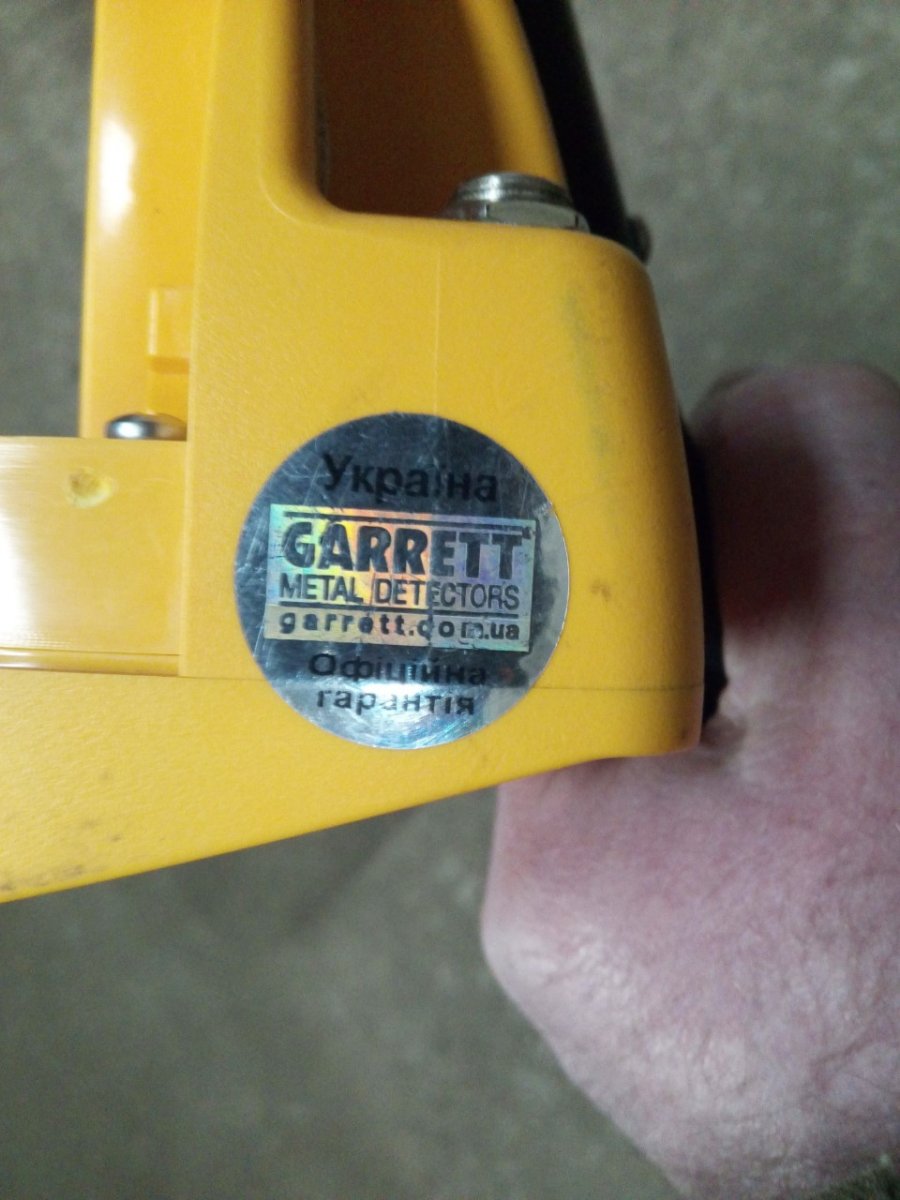 Україна
GARRETT
METAL DETECTORS
garrett.com.ua
Офіційна
гарантія